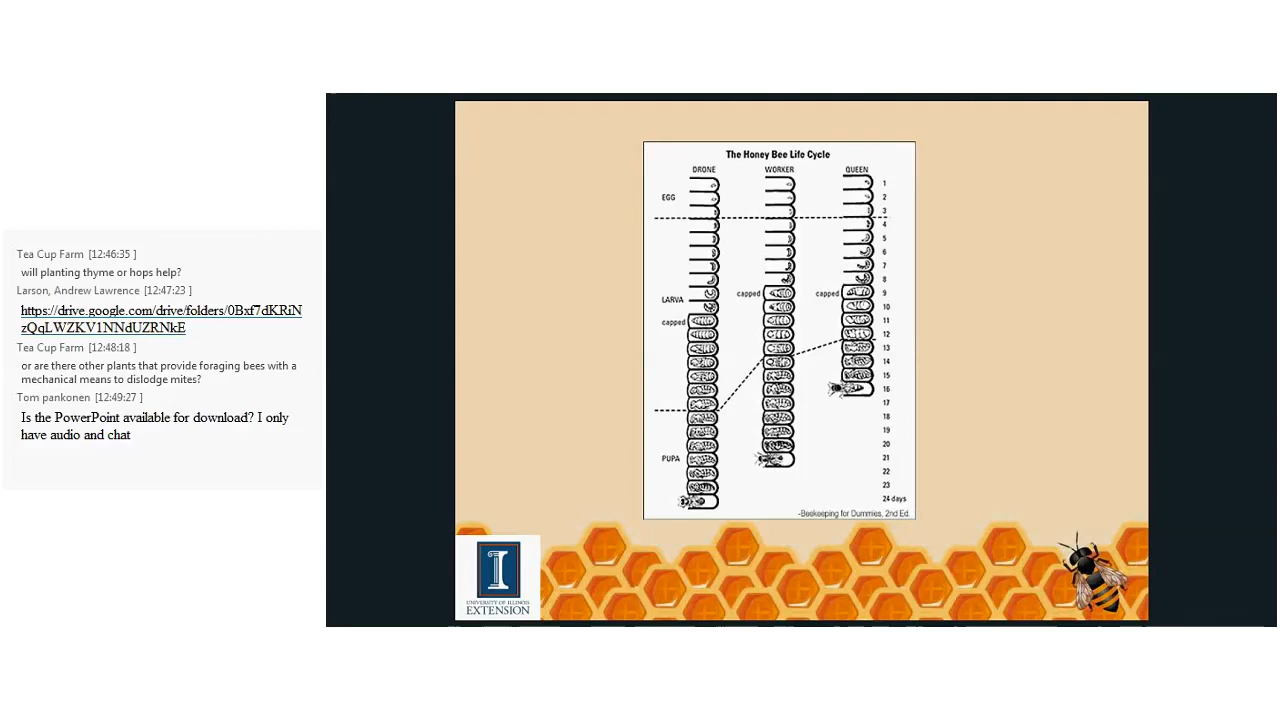 Tea Cup Farm [12:46:35 ]
will planting thyme or hops help?
Larson, Andrew Lawrence [12:47:23 ]
https://drive.google.com/drive/folders/0Bxf7dKRiN
zQqLWZKV1NNdUZRNkE
Tea Cup Farm [12:48:18 ]
or are there other plants that provide foraging bees with a
mechanical means to dislodge mites?
Tom pankonen [12:49:27 ]
Is the PowerPoint available for download? I only
have audio and chat
The Honey Bee Life Cycle
DRONE WORKER QUEEN
1
EGG 2
3
4
5
6
7
8
capped capped 9
LARVA 10
11
capped 12
13
14
15
16
17
18
19
20
PUPA 21
22
23
24 days
-Beekeeping for Dummies, 2nd Ed.
I
UNIVERSITY OF ILLINOIS
EXTENSION